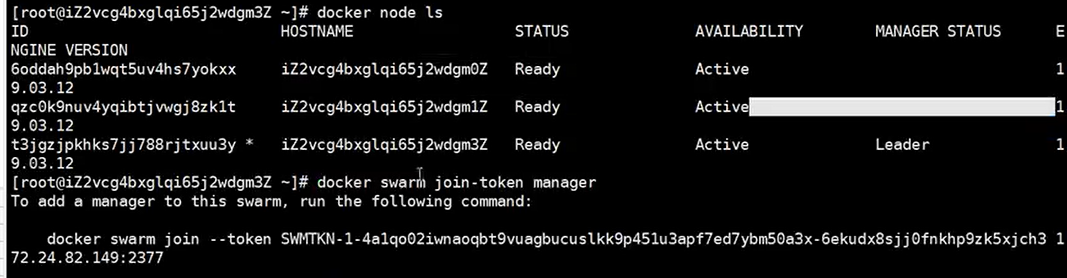 [root@iZ2vcg4bxglqi65j2wdgm3Z ~]# docker node ls
ID HOSTNAME STATUS AVAILABILITY MANAGER STATUS E
NGINE VERSION
6oddah9pb1wqt5uv4hs7yokxx iZ2vcg4bxglqi65j2wdgm0Z Ready Active 1
9.03.12
qzc0k9nuv4yqibtjvwgj8zk1t iZ2vcg4bxglqi65j2wdgm1Z Ready Active 1
9.03.12
t3jgzjpkhks7jj788rjtxuu3y * iZ2vcg4bxglqi65j2wdgm3Z Ready Active Leader 1
9.03.12
[root@iZ2vcg4bxglqi65j2wdgm3Z ~]# docker swarm join-token manager
To add a manager to this swarm, run the following command:
docker swarm join --token SWMTKN-1-4a1qo02iwnaoqbt9vuagbucuslkk9p451u3apf7ed7ybm50a3x-6ekudx8sjj0fnkhp9zk5xjch3 1
72.24.82.149:2377